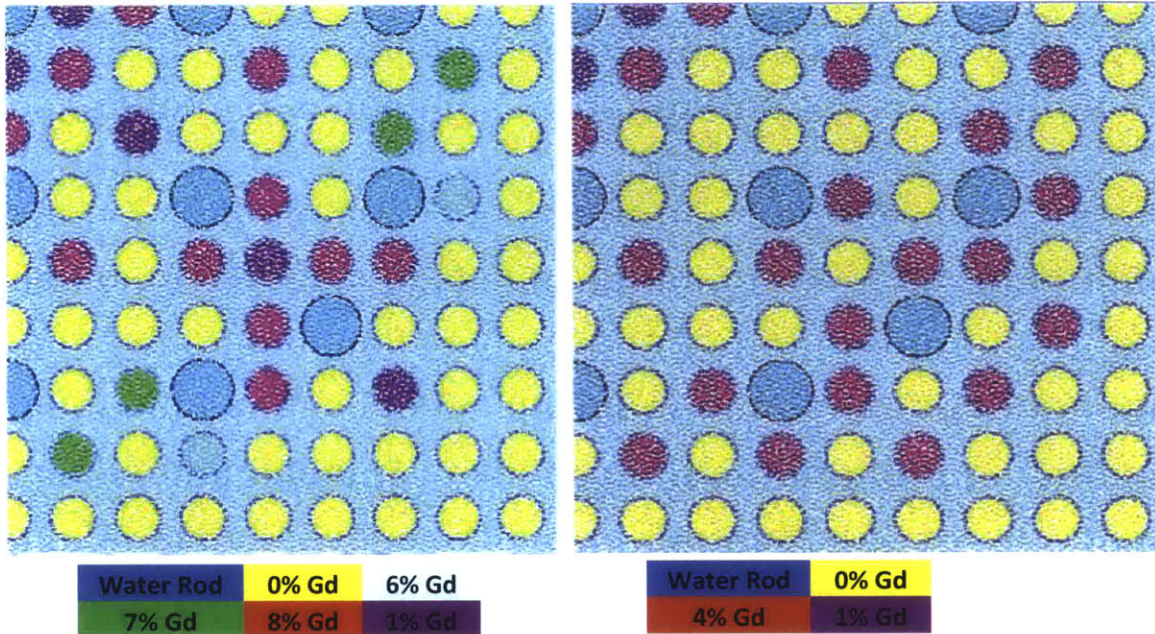 Water Rod 0% Gd 6% Gd
7% Gd 8% Gd 1% Gd
Water Rod 0% Gd
4% Gd 1% Gd